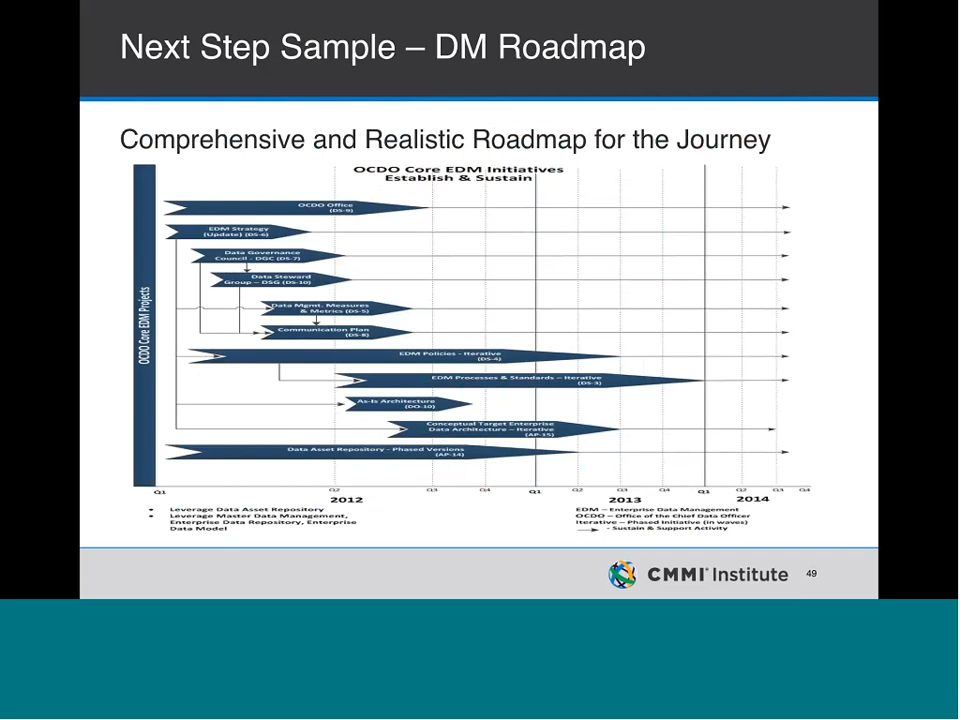 Next Step Sample – DM Roadmap
Comprehensive and Realistic Roadmap for the Journey
OCDO Core EDM Initiatives
Establish & Sustain
OCDO Core EDM Projects
OCDO Office
(DS-9)
EDM Strategy
(Update) (DS-6)
Data Governance
Council - DGC (DS-7)
Data Steward
Group – DSG (DS-10)
Data Mgmt. Measures
& Metrics (DS-5)
Communication Plan
(DS-8)
EDM Policies - Iterative
(DS-4)
EDM Processes & Standards – Iterative
(DS-3)
As-Is Architecture
(DO-10)
Conceptual Target Enterprise
Data Architecture – Iterative
(AP-15)
Data Asset Repository - Phased Versions
(AP-14)
Q1 Q2 Q3 Q4 Q1 Q2 Q3 Q4 Q1 Q2 Q3 Q4
2012 2013 2014
• Leverage Data Asset Repository
• Leverage Master Data Management,
Enterprise Data Repository, Enterprise
Data Model
EDM – Enterprise Data Management
OCDO – Office of the Chief Data Officer
Iterative – Phased Initiative (in waves)
- Sustain & Support Activity
CMMI® Institute
49